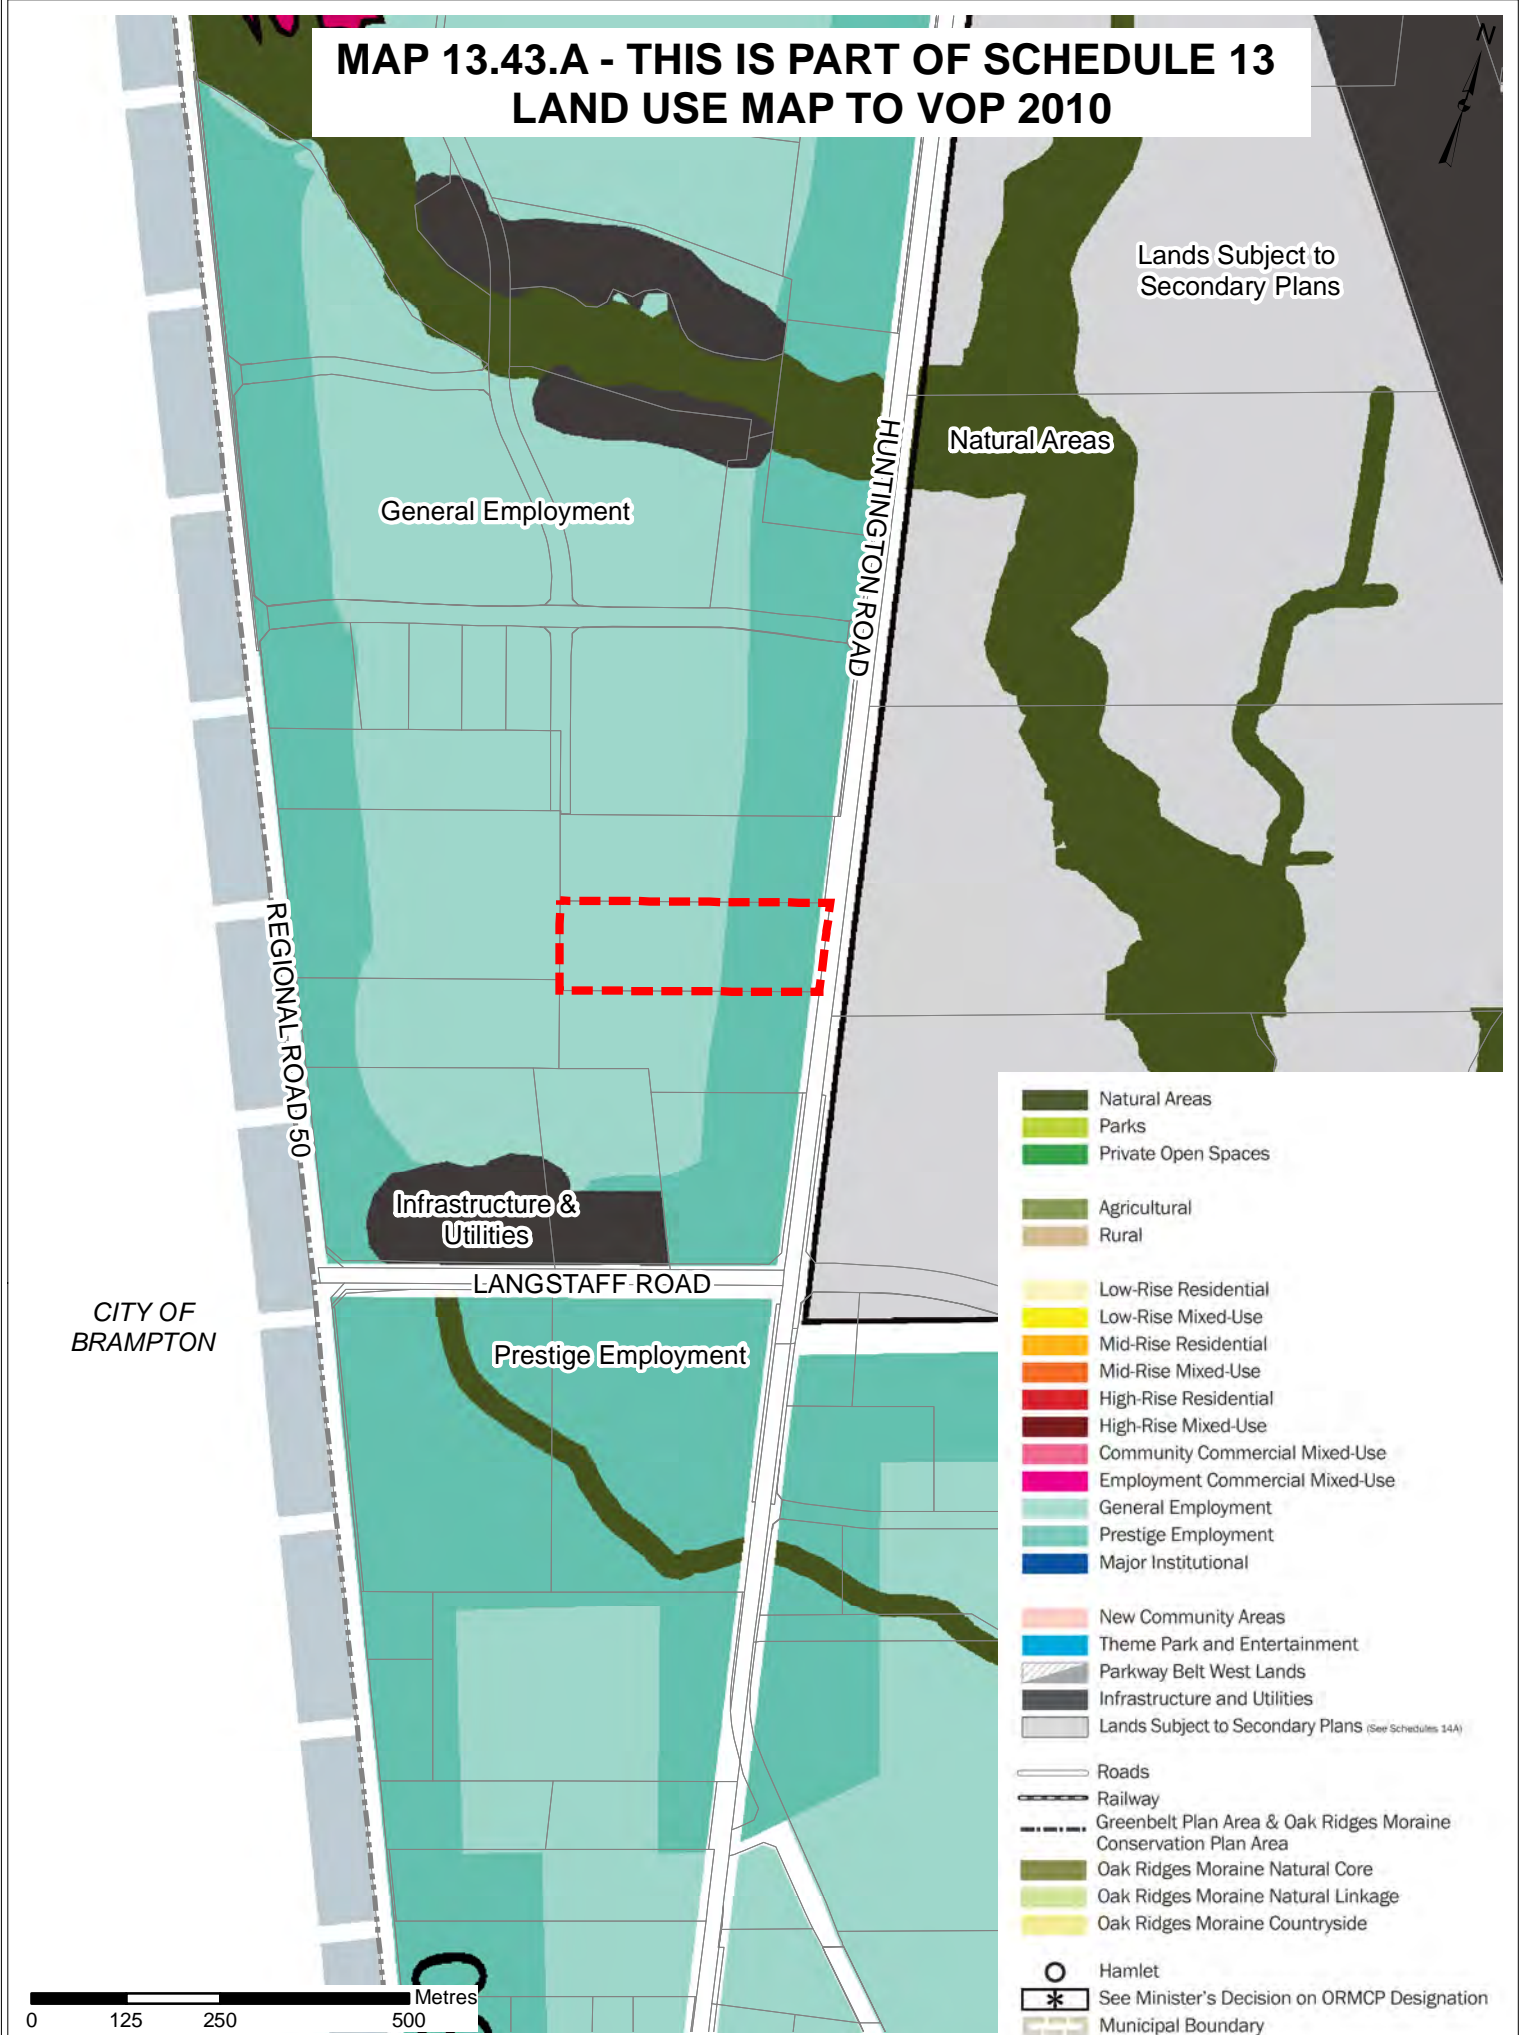 MAP 13.43.A - THIS IS PART OF SCHEDULE 13
LAND USE MAP TO VOP 2010
N
Lands Subject to
Secondary Plans
Natural Areas
General Employment
HUNTINGTON ROAD
REGIONAL ROAD 50
Infrastructure &
Utilities
LANGSTAFF ROAD
CITY OF
BRAMPTON
Prestige Employment
Natural Areas
Parks
Private Open Spaces
Agricultural
Rural
Low-Rise Residential
Low-Rise Mixed-Use
Mid-Rise Residential
Mid-Rise Mixed-Use
High-Rise Residential
High-Rise Mixed-Use
Community Commercial Mixed-Use
Employment Commercial Mixed-Use
General Employment
Prestige Employment
Major Institutional
New Community Areas
Theme Park and Entertainment
Parkway Belt West Lands
Infrastructure and Utilities
Lands Subject to Secondary Plans (See Schedules 14A)
Roads
Railway
Greenbelt Plan Area & Oak Ridges Moraine
Conservation Plan Area
Oak Ridges Moraine Natural Core
Oak Ridges Moraine Natural Linkage
Oak Ridges Moraine Countryside
Hamlet
See Minister's Decision on ORMCP Designation
Municipal Boundary
Metres
0 125 250 500